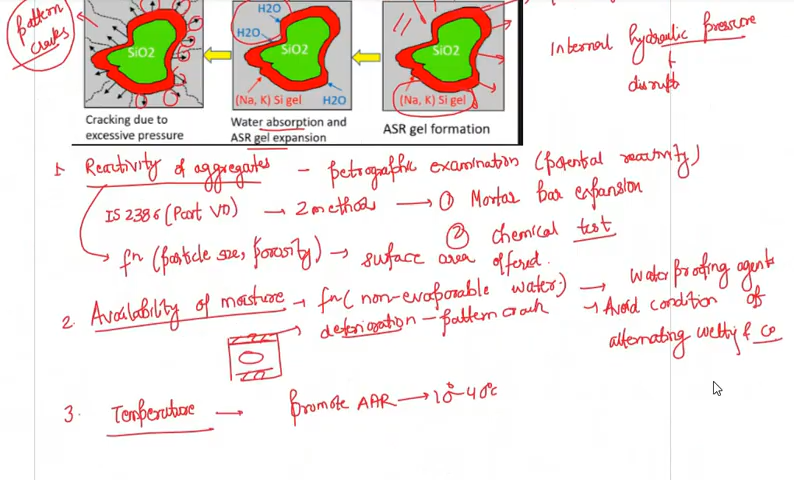 pattern cracks
H2O
H2O
SiO2
SiO2
SiO2
(Na, K) Si gel
H2O
(Na, K) Si gel
Cracking due to excessive pressure
Water absorption and ASR gel expansion
ASR gel formation
Internal hydraulic pressure
disrupt
1. Reactivity of aggregates - petrographic examination (potential reactivity)
IS 2386 (Part VII) → 2 methods → ① Mortar bar expansion
② Chemical test
fn (particle size, porosity) → surface area offered.
2. Availability of moisture → fn (non-evaporable water) → Water proofing agents
deterioration - pattern crack
→ Avoid condition of alternating wetting & co
3. Temperature → promote AAR → 10°-40°C